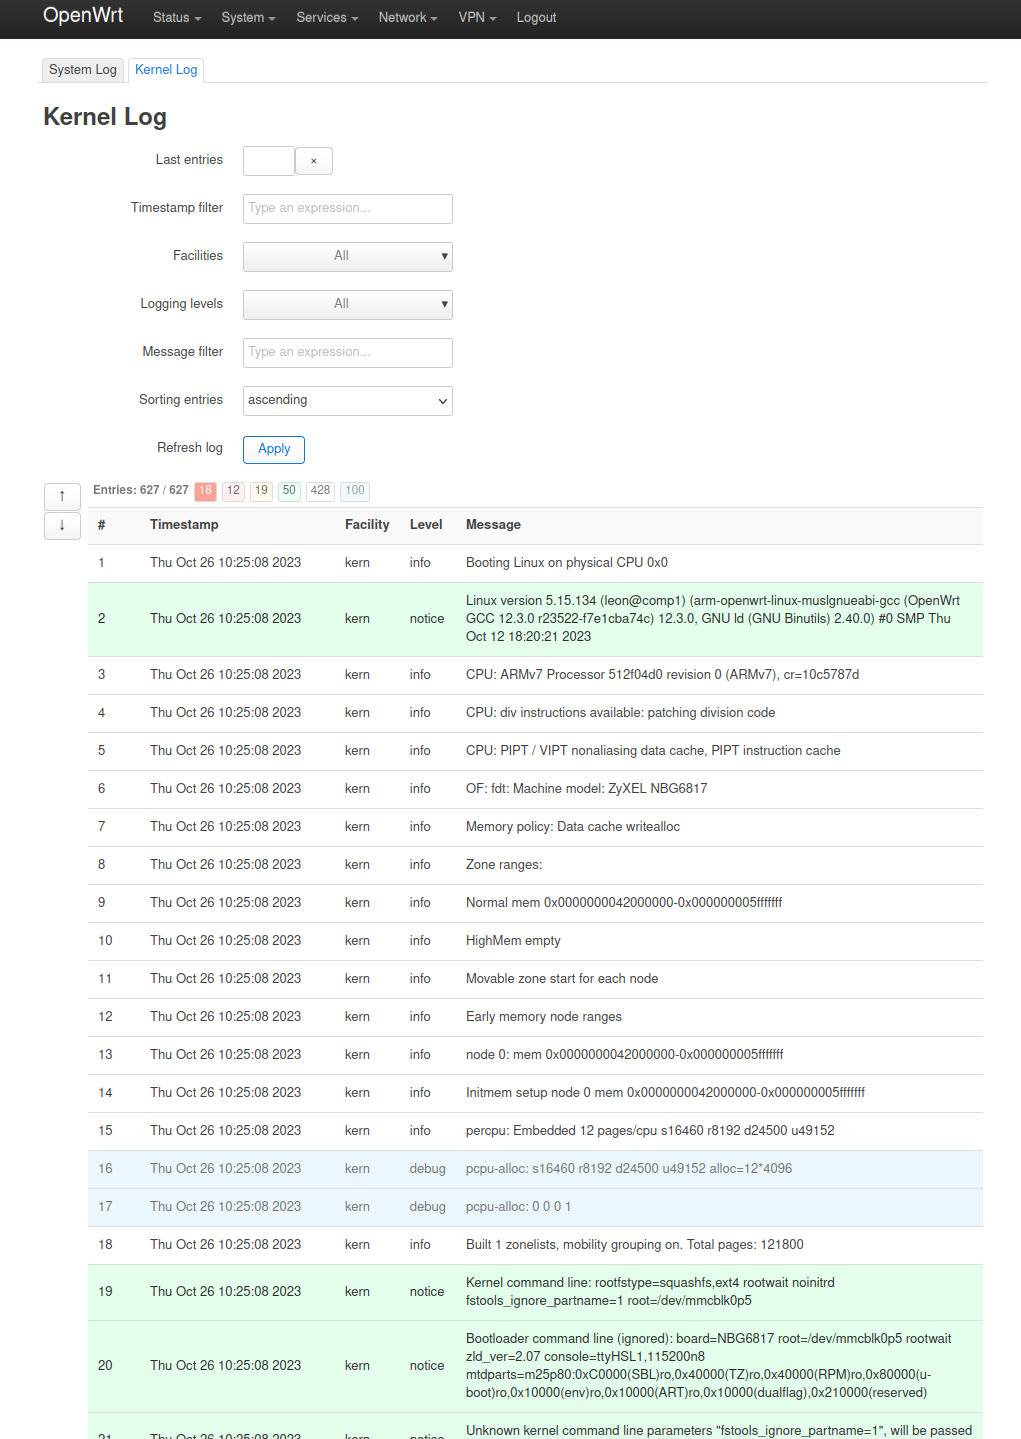 OpenWrt Status System Services Network VPN Logout
System Log Kernel Log
Kernel Log
Last entries ×
Timestamp filter Type an expression...
Facilities All ▾
Logging levels All ▾
Message filter Type an expression...
Sorting entries ascending
Refresh log Apply
↑ Entries: 627 / 627 18 12 19 50 428 100
↓ # Timestamp Facility Level Message
1 Thu Oct 26 10:25:08 2023 kern info Booting Linux on physical CPU 0x0
2 Thu Oct 26 10:25:08 2023 kern notice Linux version 5.15.134 (leon@comp1) (arm-openwrt-linux-muslgnueabi-gcc (OpenWrt
GCC 12.3.0 r23522-f7e1cba74c) 12.3.0, GNU ld (GNU Binutils) 2.40.0) #0 SMP Thu
Oct 12 18:20:21 2023
3 Thu Oct 26 10:25:08 2023 kern info CPU: ARMv7 Processor 512f04d0 revision 0 (ARMv7), cr=10c5787d
4 Thu Oct 26 10:25:08 2023 kern info CPU: div instructions available: patching division code
5 Thu Oct 26 10:25:08 2023 kern info CPU: PIPT / VIPT nonaliasing data cache, PIPT instruction cache
6 Thu Oct 26 10:25:08 2023 kern info OF: fdt: Machine model: ZyXEL NBG6817
7 Thu Oct 26 10:25:08 2023 kern info Memory policy: Data cache writealloc
8 Thu Oct 26 10:25:08 2023 kern info Zone ranges:
9 Thu Oct 26 10:25:08 2023 kern info Normal mem 0x0000000042000000-0x000000005fffffff
10 Thu Oct 26 10:25:08 2023 kern info HighMem empty
11 Thu Oct 26 10:25:08 2023 kern info Movable zone start for each node
12 Thu Oct 26 10:25:08 2023 kern info Early memory node ranges
13 Thu Oct 26 10:25:08 2023 kern info node 0: mem 0x0000000042000000-0x000000005fffffff
14 Thu Oct 26 10:25:08 2023 kern info Initmem setup node 0 mem 0x0000000042000000-0x000000005fffffff
15 Thu Oct 26 10:25:08 2023 kern info percpu: Embedded 12 pages/cpu s16460 r8192 d24500 u49152
16 Thu Oct 26 10:25:08 2023 kern debug pcpu-alloc: s16460 r8192 d24500 u49152 alloc=12*4096
17 Thu Oct 26 10:25:08 2023 kern debug pcpu-alloc: 0 0 0 1
18 Thu Oct 26 10:25:08 2023 kern info Built 1 zonelists, mobility grouping on. Total pages: 121800
19 Thu Oct 26 10:25:08 2023 kern notice Kernel command line: rootfstype=squashfs,ext4 rootwait noinitrd
fstools_ignore_partname=1 root=/dev/mmcblk0p5
20 Thu Oct 26 10:25:08 2023 kern notice Bootloader command line (ignored): board=NBG6817 root=/dev/mmcblk0p5 rootwait
zld_ver=2.07 console=ttyHSL1,115200n8
mtdparts=m25p80:0xC0000(SBL)ro,0x40000(TZ)ro,0x40000(RPM)ro,0x80000(u-
boot)ro,0x10000(env)ro,0x10000(ART)ro,0x10000(dualflag),0x210000(reserved)
21 Thu Oct 26 10:25:08 2023 kern notice Unknown kernel command line parameters "fstools_ignore_partname=1", will be passed